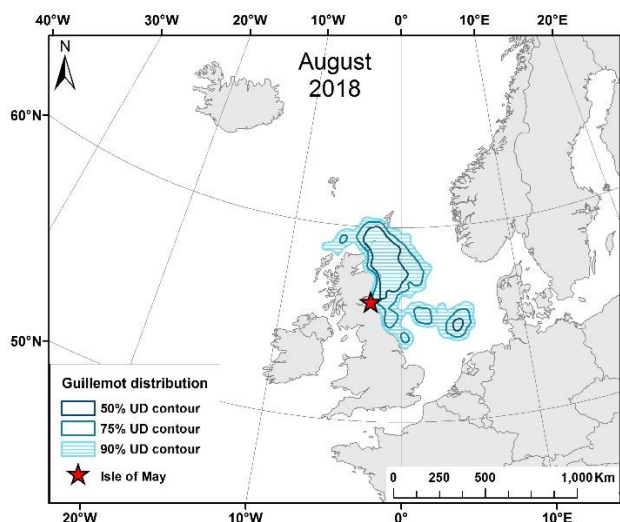 40°W 30°W 20°W 10°W 0° 10°E 20°E
N
August
2018
60°N
50°N
Guillemot distribution
50% UD contour
75% UD contour
90% UD contour
Isle of May
0 250 500 1,000 Km
20°W 10°W 0° 10°E